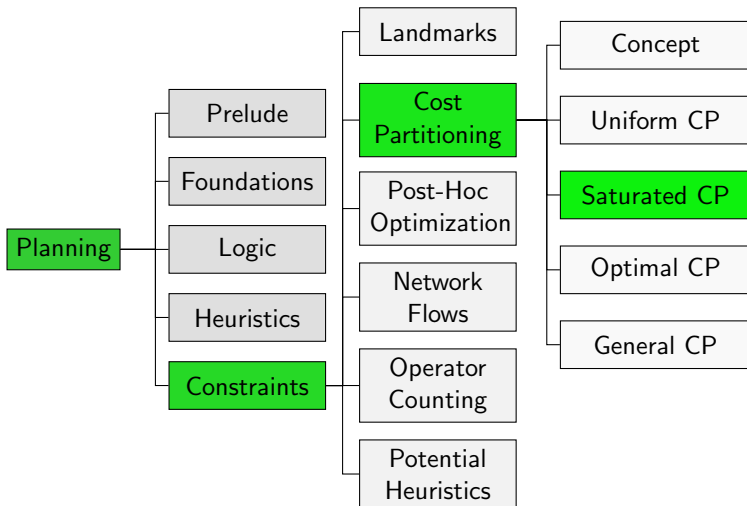 Planning
Prelude
Foundations
Logic
Heuristics
Constraints
Landmarks
Cost
Partitioning
Post-Hoc
Optimization
Network
Flows
Operator
Counting
Potential
Heuristics
Concept
Uniform CP
Saturated CP
Optimal CP
General CP